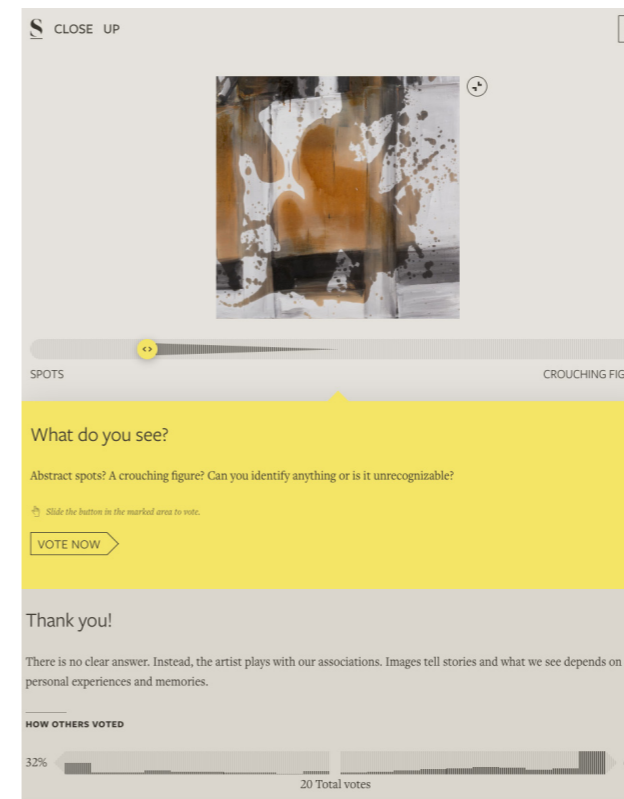 S CLOSE UP
SPOTS CROUCHING FIG
What do you see?
Abstract spots? A crouching figure? Can you identify anything or is it unrecognizable?
Slide the button in the marked area to vote.
VOTE NOW
Thank you!
There is no clear answer. Instead, the artist plays with our associations. Images tell stories and what we see depends on
personal experiences and memories.
HOW OTHERS VOTED
32%
20 Total votes